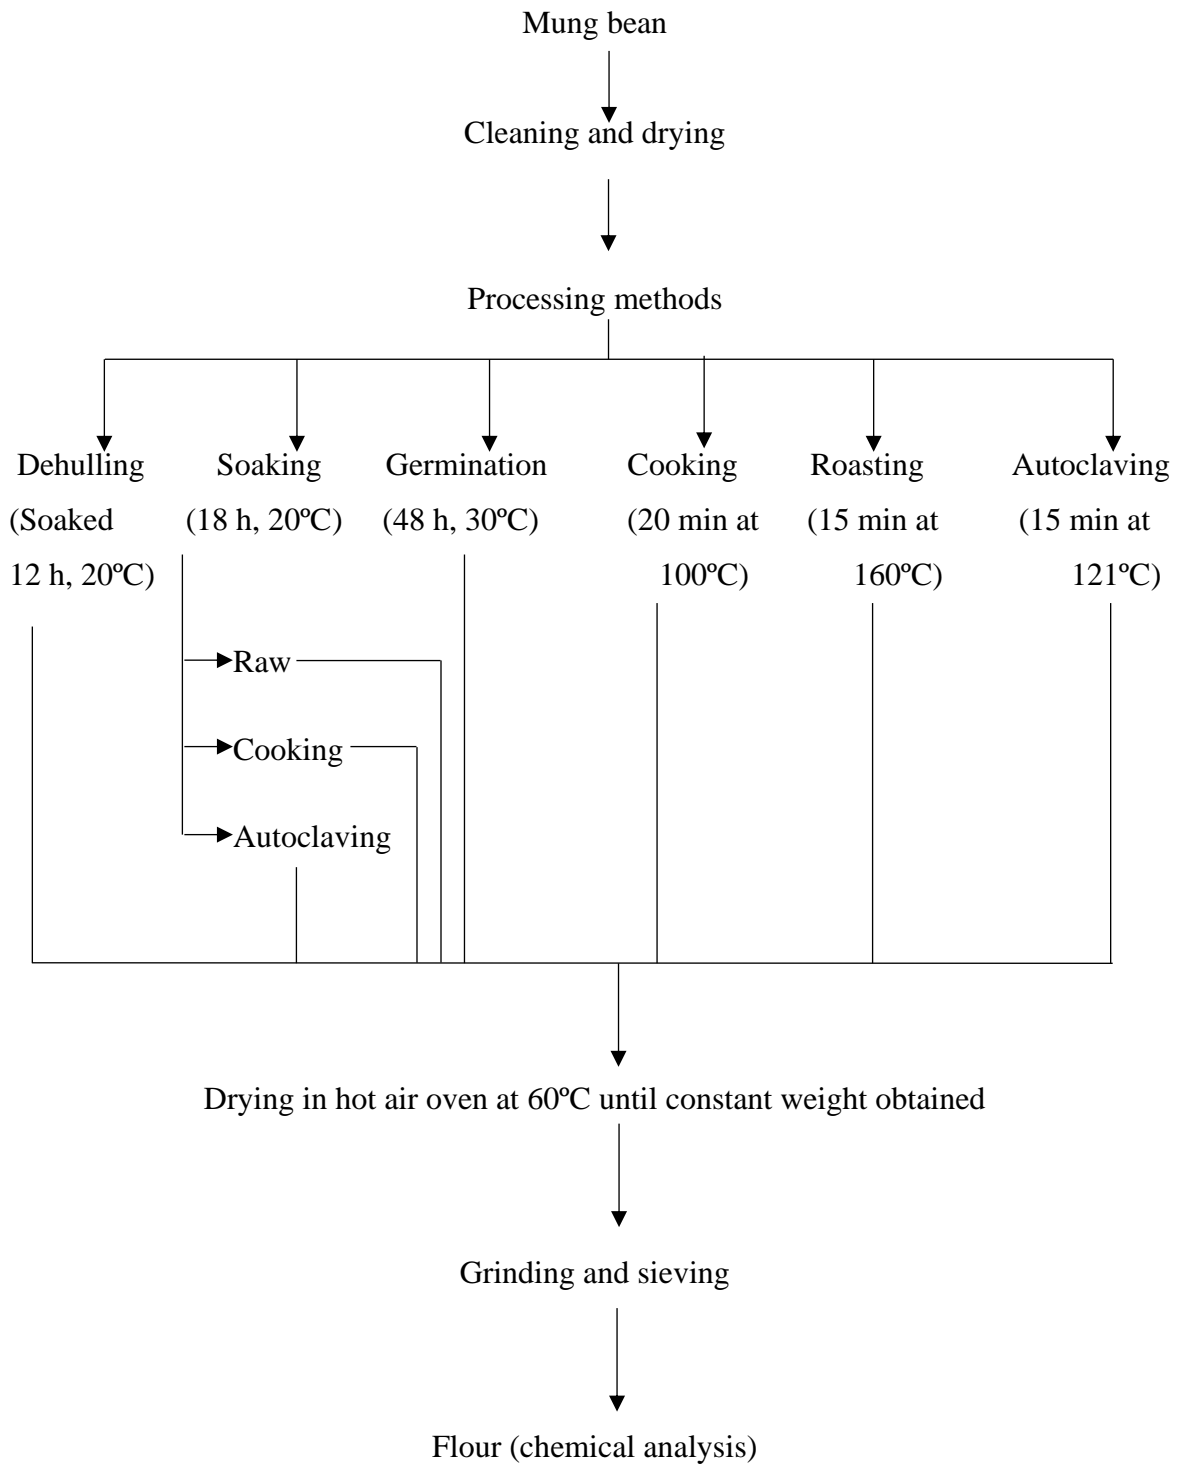 Mung bean
Cleaning and drying
Processing methods
Dehulling Soaking Germination Cooking Roasting Autoclaving
(Soaked (18 h, 20ºC) (48 h, 30ºC) (20 min at (15 min at (15 min at
12 h, 20ºC) 100ºC) 160ºC) 121ºC)
Raw
Cooking
Autoclaving
Drying in hot air oven at 60ºC until constant weight obtained
Grinding and sieving
Flour (chemical analysis)